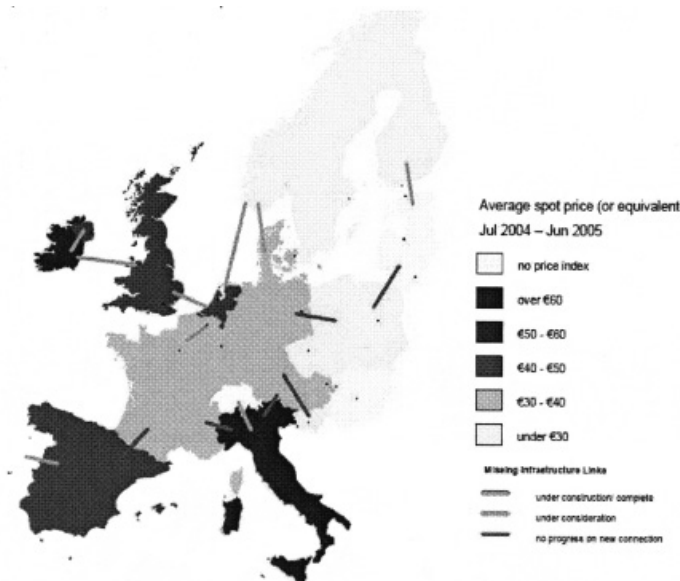 Average spot price (or equivalent
Jul 2004 – Jun 2005
no price index
over €60
€50 - €60
€40 - €50
€30 - €40
under €30
Missing Infrastructure Links
under construction/ complete
under consideration
no progress on new connection